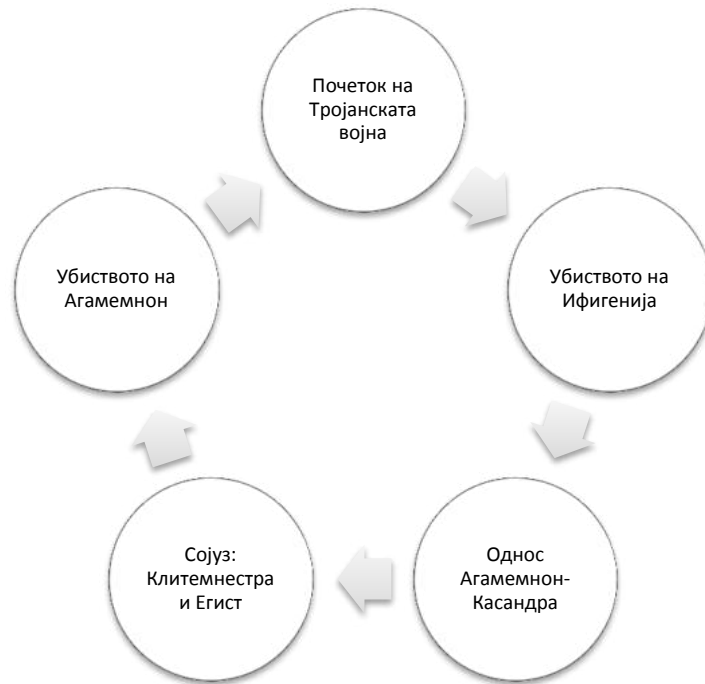 Почеток на
Тројанската
војна
Убиството на
Ифигенија
Однос
Агамемнон-
Касандра
Сојуз:
Клитемнестра
и Егист
Убиството на
Агамемнон